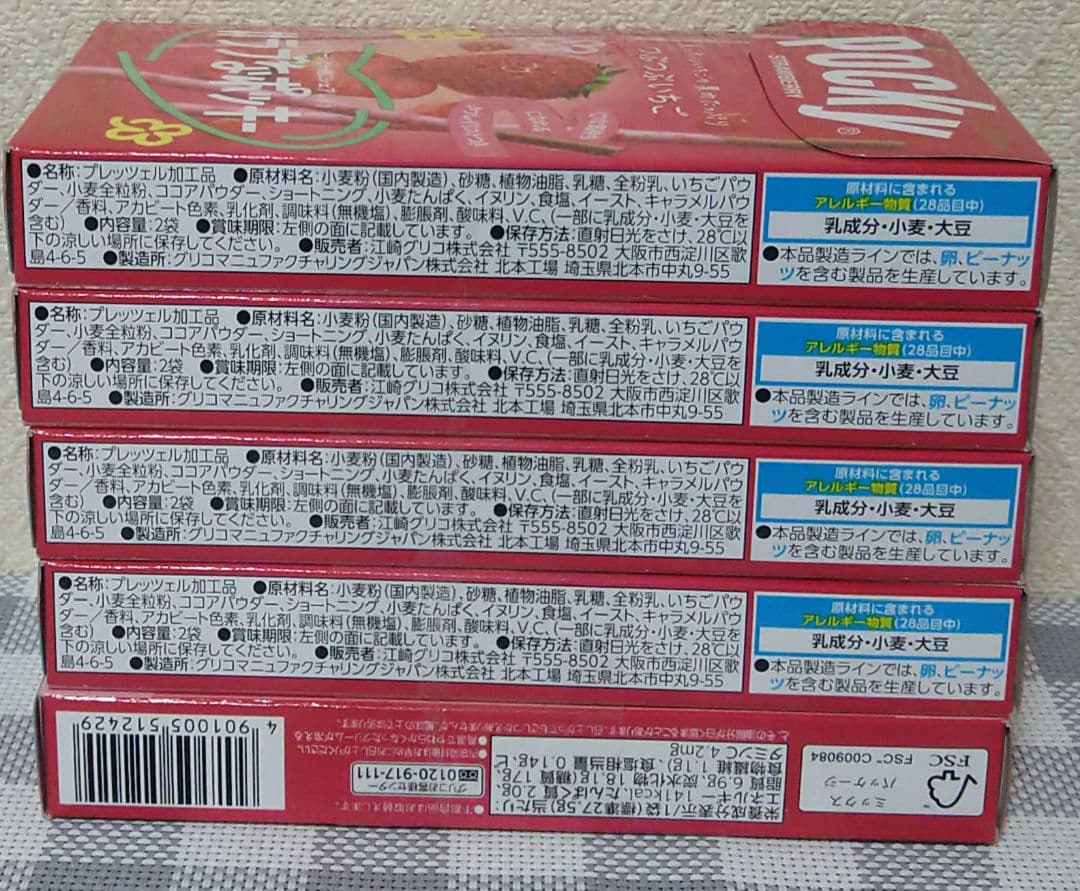 Pocky
STRAWBERRY
つぶつぶいちご
●名称:プレッツェル加工品 ●原材料名:小麦粉(国内製造)、砂糖、植物油脂、乳糖、全粉乳、いちごパウ
ダー、小麦全粒粉、ココアパウダー、ショートニング、小麦たんぱく、イヌリン、食塩、イースト、キャラメルパウ
ダー/香料、アカビート色素、乳化剤、調味料(無機塩)、膨脹剤、酸味料、V.C、(一部に乳成分・小麦・大豆を
含む) ●内容量:2袋 ●賞味期限:左側の面に記載しています。 ●保存方法:直射日光をさけ、28℃以
下の涼しい場所に保存してください。 ●販売者:江崎グリコ株式会社 〒555-8502 大阪市西淀川区歌
島4-6-5 ●製造所:グリコマニュファクチャリングジャパン株式会社 北本工場 埼玉県北本市中丸9-55
原材料に含まれる
アレルギー物質(28品目中)
乳成分・小麦・大豆
●本品製造ラインでは、卵、ピーナッ
ツを含む製品を生産しています。
●名称:プレッツェル加工品 ●原材料名:小麦粉(国内製造)、砂糖、植物油脂、乳糖、全粉乳、いちごパウ
ダー、小麦全粒粉、ココアパウダー、ショートニング、小麦たんぱく、イヌリン、食塩、イースト、キャラメルパウ
ダー/香料、アカビート色素、乳化剤、調味料(無機塩)、膨脹剤、酸味料、V.C、(一部に乳成分・小麦・大豆を
含む) ●内容量:2袋 ●賞味期限:左側の面に記載しています。 ●保存方法:直射日光をさけ、28℃以
下の涼しい場所に保存してください。 ●販売者:江崎グリコ株式会社 〒555-8502 大阪市西淀川区歌
島4-6-5 ●製造所:グリコマニュファクチャリングジャパン株式会社 北本工場 埼玉県北本市中丸9-55
原材料に含まれる
アレルギー物質(28品目中)
乳成分・小麦・大豆
●本品製造ラインでは、卵、ピーナッ
ツを含む製品を生産しています。
●名称:プレッツェル加工品 ●原材料名:小麦粉(国内製造)、砂糖、植物油脂、乳糖、全粉乳、いちごパウ
ダー、小麦全粒粉、ココアパウダー、ショートニング、小麦たんぱく、イヌリン、食塩、イースト、キャラメルパウ
ダー/香料、アカビート色素、乳化剤、調味料(無機塩)、膨脹剤、酸味料、V.C、(一部に乳成分・小麦・大豆を
含む) ●内容量:2袋 ●賞味期限:左側の面に記載しています。 ●保存方法:直射日光をさけ、28℃以
下の涼しい場所に保存してください。 ●販売者:江崎グリコ株式会社 〒555-8502 大阪市西淀川区歌
島4-6-5 ●製造所:グリコマニュファクチャリングジャパン株式会社 北本工場 埼玉県北本市中丸9-55
原材料に含まれる
アレルギー物質(28品目中)
乳成分・小麦・大豆
●本品製造ラインでは、卵、ピーナッ
ツを含む製品を生産しています。
●名称:プレッツェル加工品 ●原材料名:小麦粉(国内製造)、砂糖、植物油脂、乳糖、全粉乳、いちごパウ
ダー、小麦全粒粉、ココアパウダー、ショートニング、小麦たんぱく、イヌリン、食塩、イースト、キャラメルパウ
ダー/香料、アカビート色素、乳化剤、調味料(無機塩)、膨脹剤、酸味料、V.C、(一部に乳成分・小麦・大豆を
含む) ●内容量:2袋 ●賞味期限:左側の面に記載しています。 ●保存方法:直射日光をさけ、28℃以
下の涼しい場所に保存してください。 ●販売者:江崎グリコ株式会社 〒555-8502 大阪市西淀川区歌
島4-6-5 ●製造所:グリコマニュファクチャリングジャパン株式会社 北本工場 埼玉県北本市中丸9-55
原材料に含まれる
アレルギー物質(28品目中)
乳成分・小麦・大豆
●本品製造ラインでは、卵、ピーナッ
ツを含む製品を生産しています。
ミックス
パッケージ
FSC
FSC™ C009084
栄養成分表示/1袋(標準27.5g)当たり:
エネルギー 141kcal、たんぱく質 2.0g、
脂質 6.9g、炭水化物 18.1g(糖質 17g、
食物繊維 1.1g)、食塩相当量 0.14g、ビ
タミンC 4.2mg
グリコお客様センター
0120-917-111
4 901005 512429